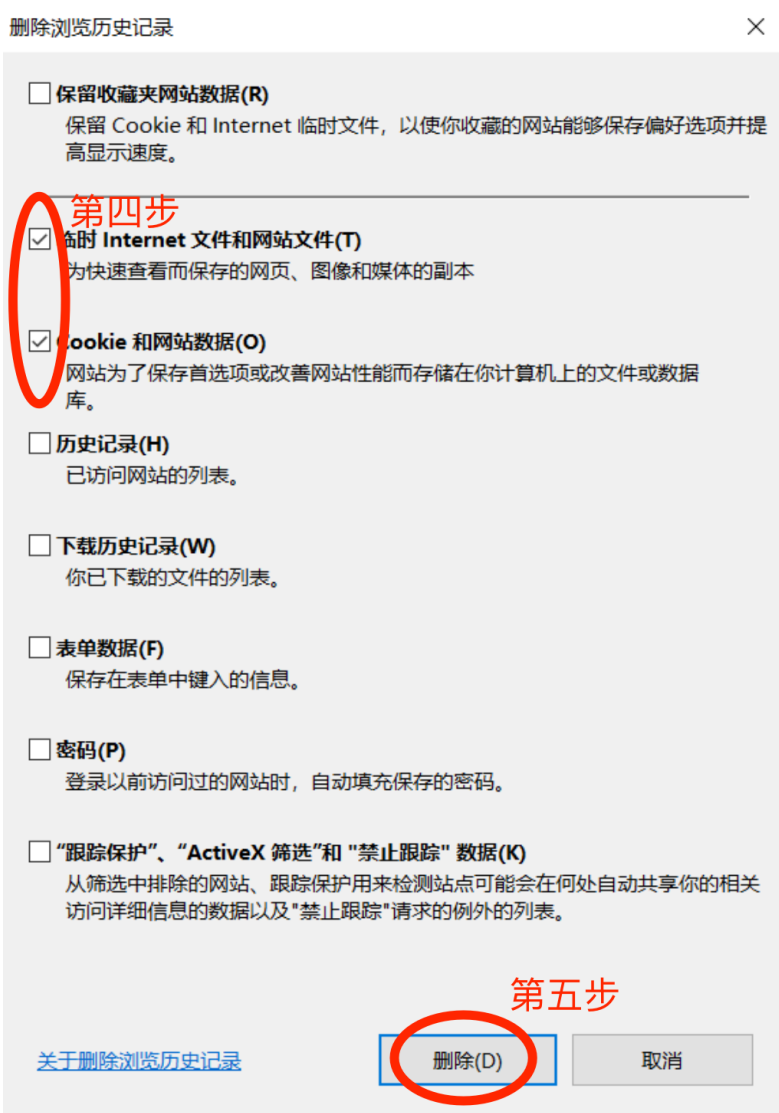 删除浏览历史记录
保留收藏夹网站数据(R)
保留 Cookie 和 Internet 临时文件，以使你收藏的网站能够保存偏好选项并提
高显示速度。
第四步
临时 Internet 文件和网站文件(T)
为快速查看而保存的网页、图像和媒体的副本
Cookie 和网站数据(O)
网站为了保存首选项或改善网站性能而存储在你计算机上的文件或数据
库。
历史记录(H)
已访问网站的列表。
下载历史记录(W)
你已下载的文件的列表。
表单数据(F)
保存在表单中键入的信息。
密码(P)
登录以前访问过的网站时，自动填充保存的密码。
“跟踪保护”、“ActiveX 筛选”和 "禁止跟踪" 数据(K)
从筛选中排除的网站、跟踪保护用来检测站点可能会在何处自动共享你的相关
访问详细信息的数据以及"禁止跟踪"请求的例外的列表。
第五步
关于删除浏览历史记录
删除(D)
取消